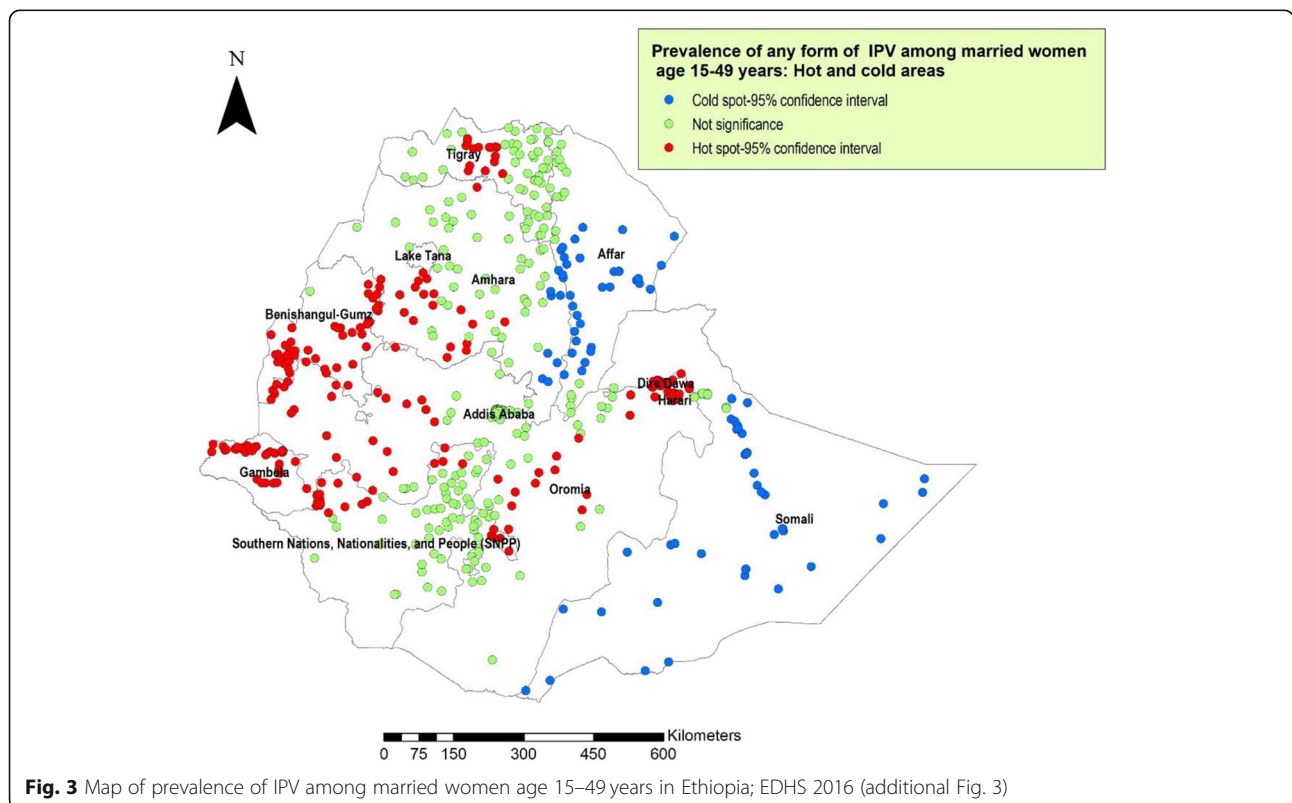 N
Prevalence of any form of IPV among married women
age 15-49 years: Hot and cold areas
Cold spot-95% confidence interval
Not significance
Hot spot-95% confidence interval
Tigray
Lake Tana
Affar
Amhara
Benishangul-Gumz
Dire Dawa
Harari
Addis Ababa
Gambela
Oromia
Somali
Southern Nations, Nationalities, and People (SNPP)
Kilometers
0 75 150 300 450 600
Fig. 3 Map of prevalence of IPV among married women age 15–49 years in Ethiopia; EDHS 2016 (additional Fig. 3)